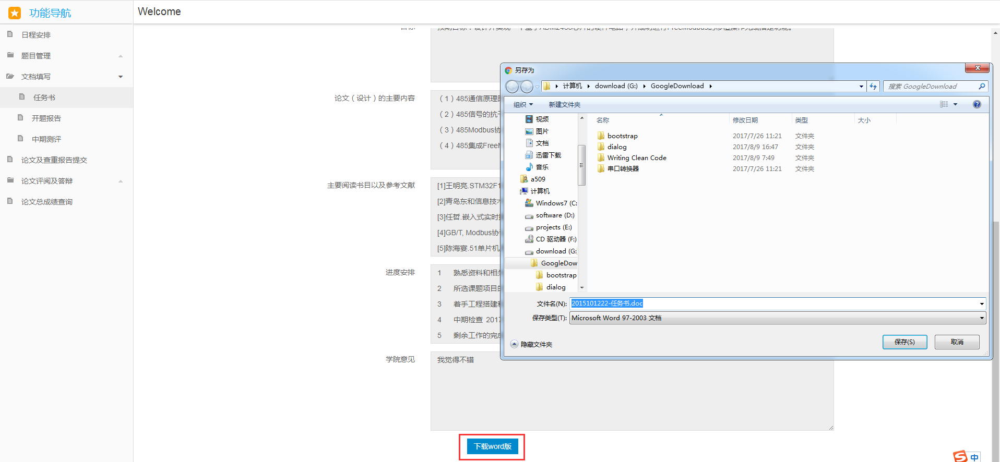 功能导航
Welcome
日程安排
题目管理
文档填写
任务书
开题报告
中期测评
论文及查重报告提交
论文评阅及答辩
论文总成绩查询
论文（设计）的主要内容
（1）485通信原理
（2）485信号的抗干
（3）485Modbus协
（4）485集成Free
主要阅读书目以及参考文献
[1]王明亮.STM32F1
[2]青岛东和信息技术
[3]任哲.嵌入式实时
[4]GB/T, Modbus协
[5]陈海宴.51单片机
进度安排
1 熟悉资料和相关
2 所选课题项目的
3 着手工程搭建和
4 中期检查 2017
5 剩余工作的完成
学院意见
我觉得不错
下载word版
另存为
计算机 download (G:) GoogleDownload
搜索 GoogleDownload
组织 新建文件夹
视频
图片
文档
迅雷下载
音乐
a509
计算机
Windows7 (C:
software (D:)
projects (E:)
CD 驱动器 (F:)
download (G:
GoogleDow
bootstrap
dialog
名称 修改日期 类型 大小
bootstrap 2017/7/26 11:21 文件夹
dialog 2017/8/9 16:47 文件夹
Writing Clean Code 2017/8/9 7:49 文件夹
串口转换器 2017/7/26 11:21 文件夹
文件名(N): 2015101222-任务书.doc
保存类型(T): Microsoft Word 97-2003 文档
隐藏文件夹
保存(S) 取消
中